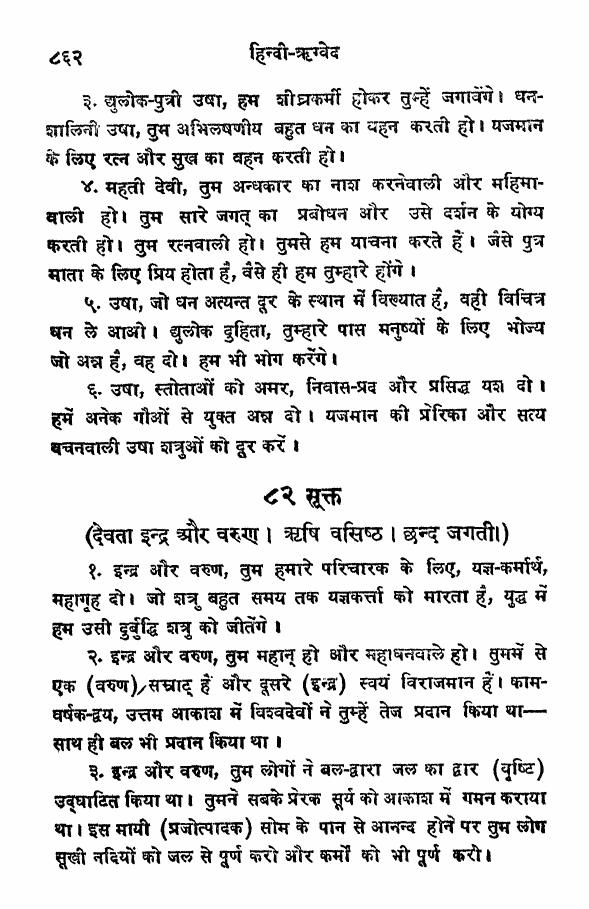 ८६२
हिन्दी-ऋग्वेद
३. द्युलोक-पुत्री उषा, हम शीघ्रकर्मी होकर तुम्हें जगावेंगे। धन-
शालिनी उषा, तुम अभिलषणीय बहुत धन का वहन करती हो। यजमान
के लिए रत्न और सुख का वहन करती हो।
४. महती देवी, तुम अन्धकार का नाश करनेवाली और महिमा-
वाली हो। तुम सारे जगत् का प्रबोधन और उसे दर्शन के योग्य
करती हो। तुम रत्नवाली हो। तुमसे हम याचना करते हैं। जैसे पुत्र
माता के लिए प्रिय होता है, वैसे ही हम तुम्हारे होंगे।
५. उषा, जो धन अत्यन्त दूर के स्थान में विख्यात है, वही विचित्र
धन ले आओ। द्युलोक दुहिता, तुम्हारे पास मनुष्यों के लिए भोज्य
जो अन्न है, वह दो। हम भी भोग करेंगे।
६. उषा, स्तोताओं को अमर, निवास-प्रद और प्रसिद्ध यश दो।
हमें अनेक गौओं से युक्त अन्न दो। यजमान की प्रेरिका और सत्य
वचनवाली उषा शत्रुओं को दूर करें।
८२ सूक्त
(देवता इन्द्र और वरुण। ऋषि वसिष्ठ। छन्द जगती।)
१. इन्द्र और वरुण, तुम हमारे परिचारक के लिए, यज्ञ-कर्मार्थ,
महागृह दो। जो शत्रु बहुत समय तक यज्ञकर्त्ता को मारता है, युद्ध में
हम उसी दुर्बुद्धि शत्रु को जीतेंगे।
२. इन्द्र और वरुण, तुम महान् हो और महाधनवाले हो। तुममें से
एक (वरुण) सम्राट् हैं और दूसरे (इन्द्र) स्वयं विराजमान हैं। काम-
वर्षक-द्वय, उत्तम आकाश में विश्वदेवों ने तुम्हें तेज प्रदान किया था—
साथ ही बल भी प्रदान किया था।
३. इन्द्र और वरुण, तुम लोगों ने बल-द्वारा जल का द्वार (वृष्टि)
उद्घाटित किया था। तुमने सबके प्रेरक सूर्य को आकाश में गमन कराया
था। इस मायी (प्रज्ञोत्पादक) सोम के पान से आनन्द होने पर तुम लोग
सूखी नदियों को जल से पूर्ण करो और कर्मों को भी पूर्ण करो।